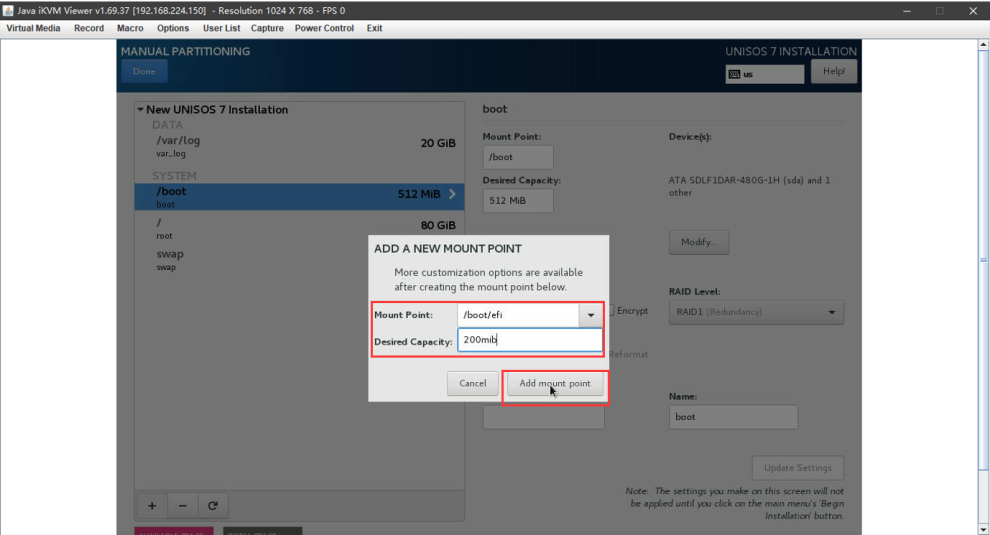 Java iKVM Viewer v1.69.37 [192.168.224.150] - Resolution 1024 X 768 - FPS 0
Virtual Media Record Macro Options User List Capture Power Control Exit
MANUAL PARTITIONING
UNISOS 7 INSTALLATION
Done
us
Help!
New UNISOS 7 Installation
DATA
/var/log
var_log
20 GiB
SYSTEM
/boot
boot
512 MiB
/
root
80 GiB
swap
swap
boot
Mount Point:
/boot
Desired Capacity:
512 MiB
Device(s):
ATA SDLF1DAR-480G-1H (sda) and 1
other
Modify...
ADD A NEW MOUNT POINT
More customization options are available
after creating the mount point below.
Mount Point: /boot/efi
Desired Capacity: 200mib
Cancel Add mount point
Encrypt
RAID Level:
RAID1 (Redundancy)
Reformat
Name:
boot
Update Settings
Note: The settings you make on this screen will not
be applied until you click on the main menu's 'Begin
Installation' button.
+ -